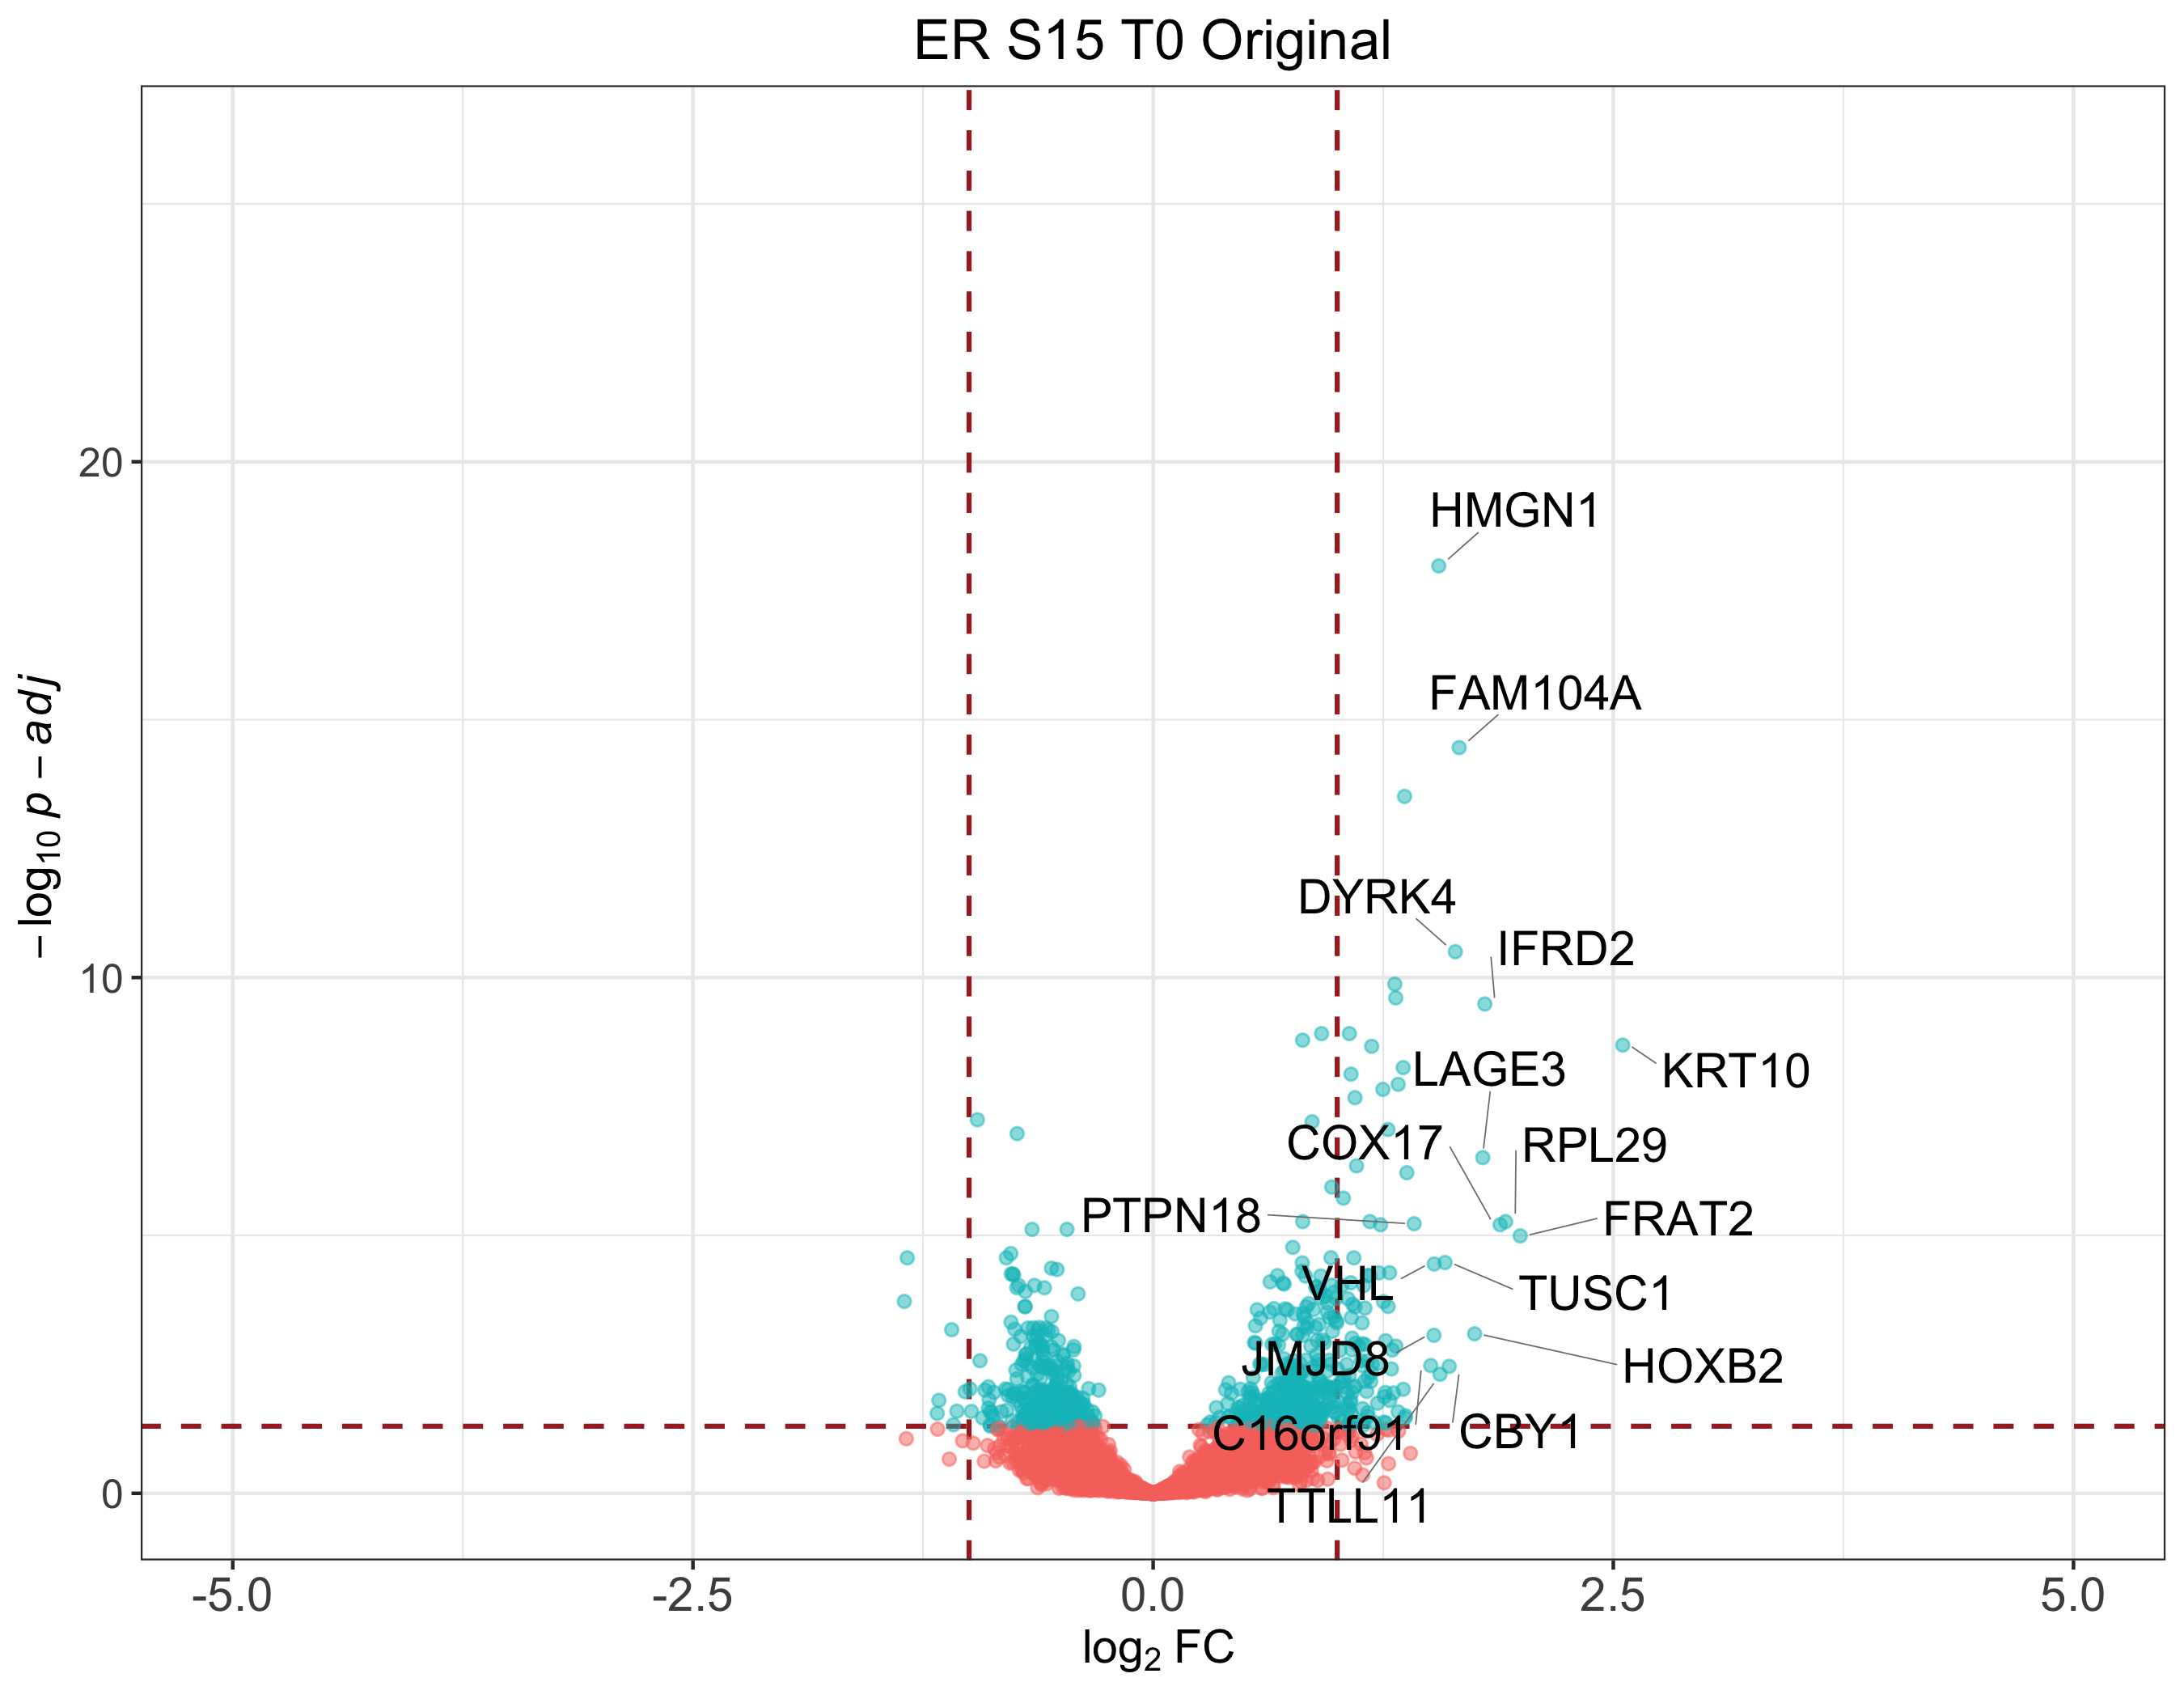 ER S15 T0 Original
20
HMGN1
FAM104A
− log10 p − adj
DYRK4
IFRD2
10
LAGE3
KRT10
COX17
RPL29
PTPN18
FRAT2
VHL
TUSC1
JMJD8
HOXB2
C16orf91
CBY1
0
TTLL11
-5.0
-2.5
0.0
2.5
5.0
log2 FC